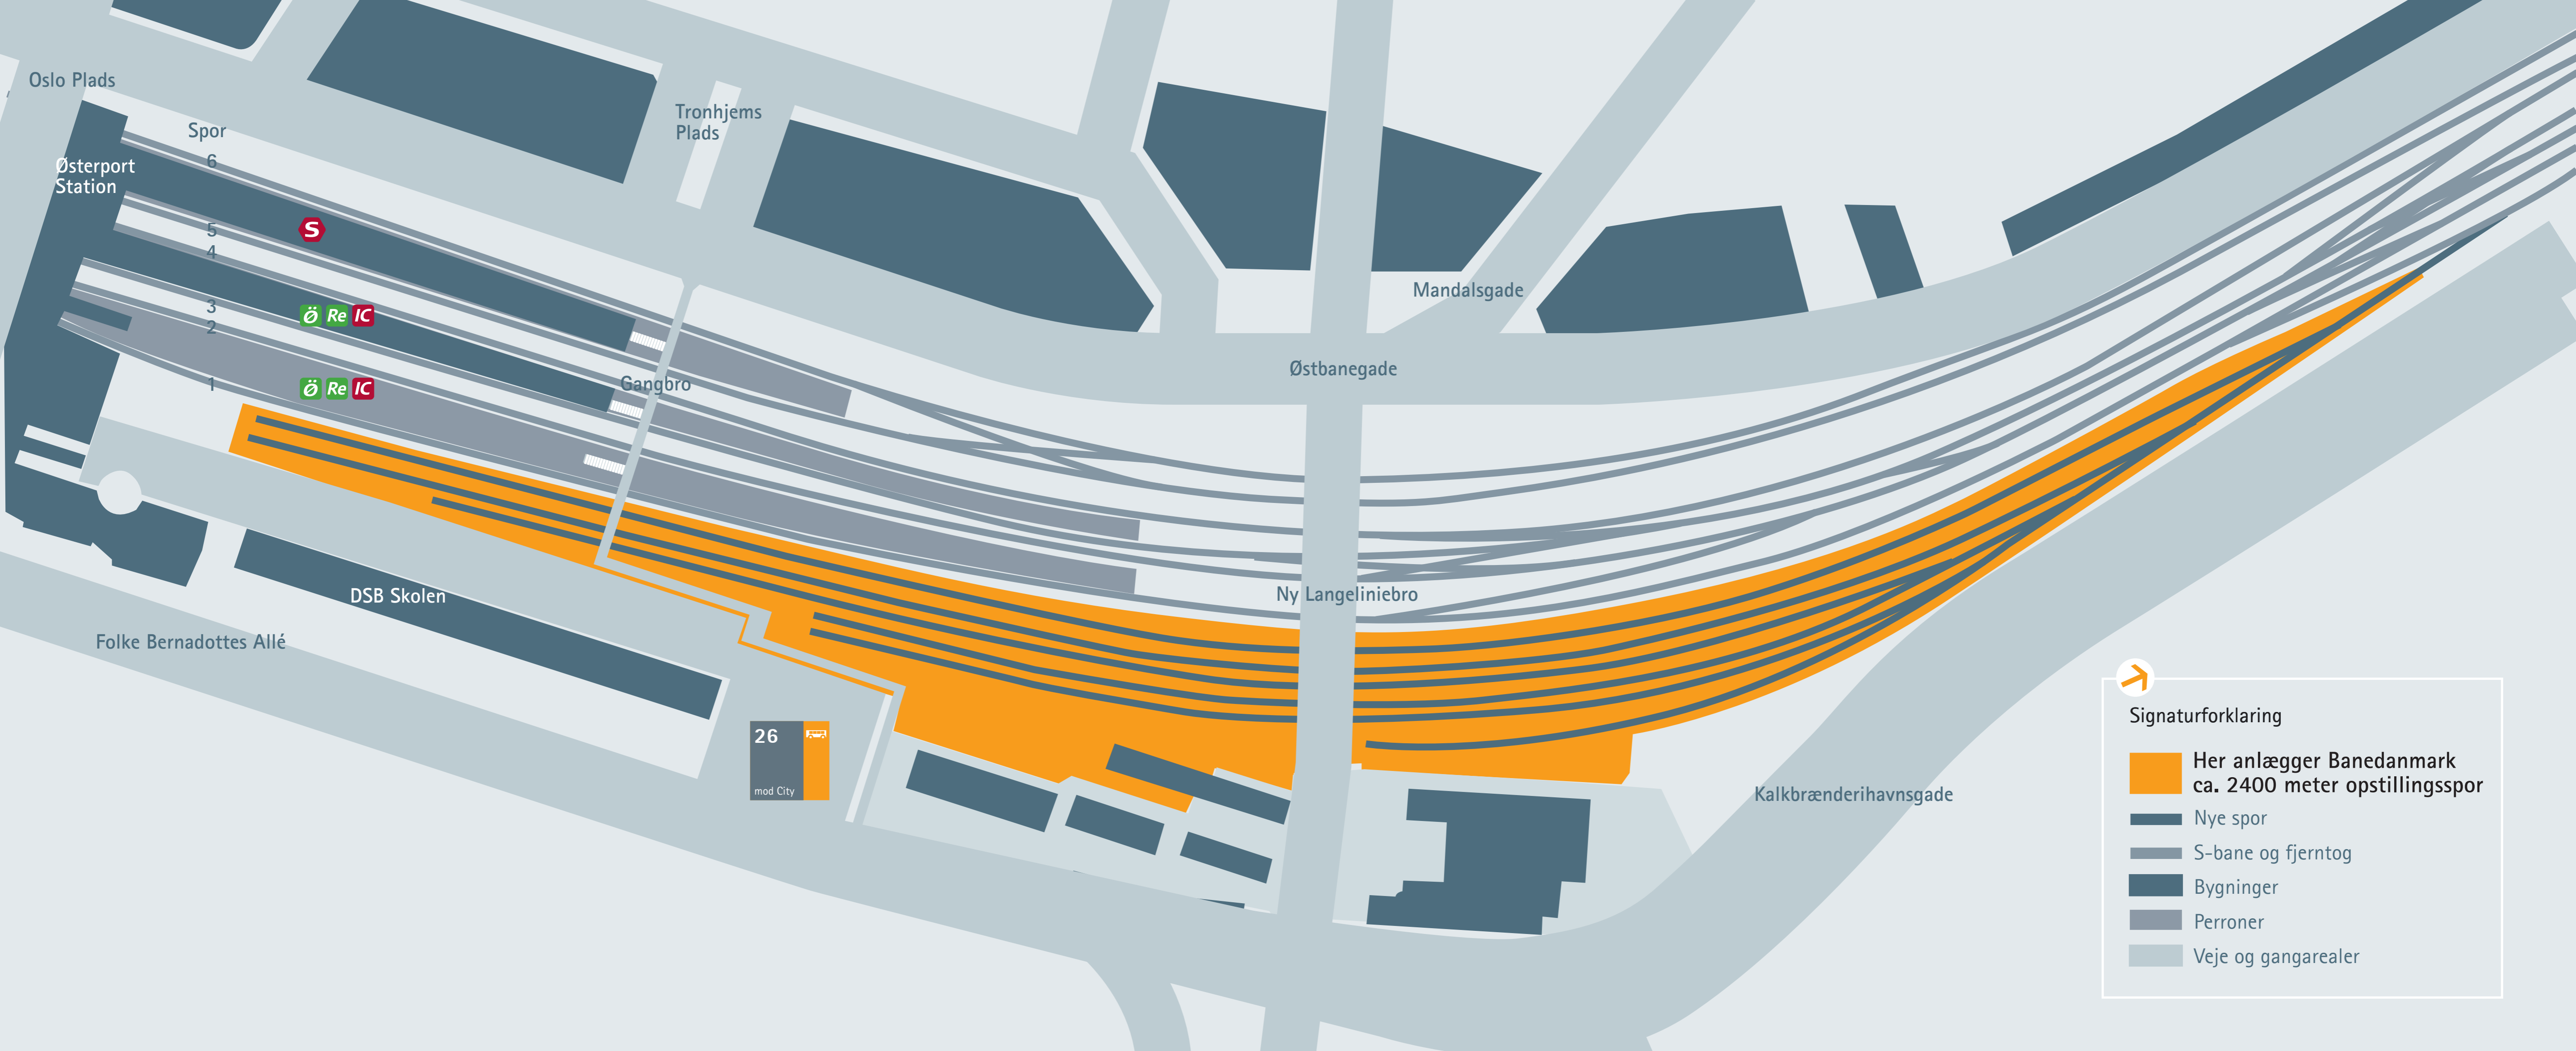 Oslo Plads
Spor
6
Østerport
Station
5
S
4
3
Ö Re IC
2
1
Ö Re IC
Tronhjems
Plads
Gangbro
Mandalsgade
Østbanegade
Ny Langeliniebro
DSB Skolen
Folke Bernadottes Allé
26
mod City
Kalkbrænderihavnsgade
Signaturforklaring
Her anlægger Banedanmark
ca. 2400 meter opstillingsspor
Nye spor
S-bane og fjerntog
Bygninger
Perroner
Veje og gangarealer